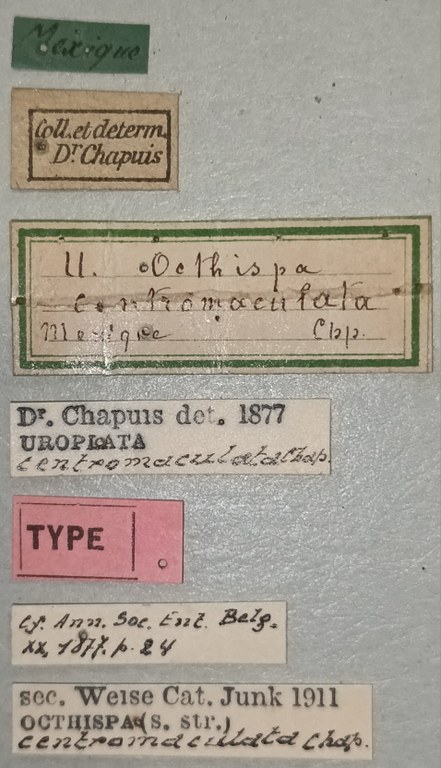 Mexique
Coll. et determ.
Dr Chapuis
U. Octhispa
centromaculata
Mexique Chp.
Dr. Chapuis det. 1877
UROPLATA
centromaculata Chap.
TYPE
cf. Ann. Soc. Ent. Belg.
XX, 1877. p. 24
sec. Weise Cat. Junk 1911
OCTHISPA (s. str.)
centromaculata Chap.